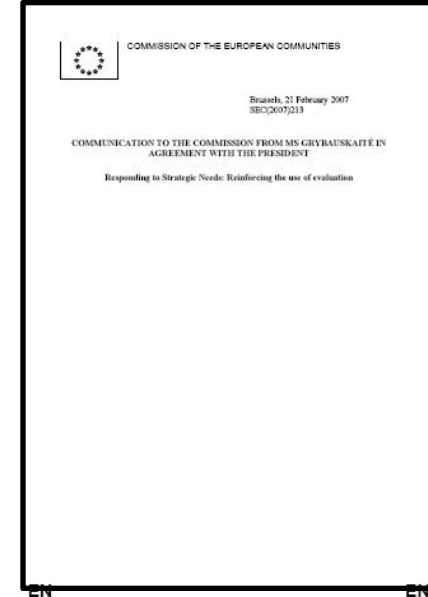 COMMISSION OF THE EUROPEAN COMMUNITIES
Brussels, 21 February 2007
SEC(2007)213
COMMUNICATION TO THE COMMISSION FROM MS GRYBAUSKAITÉ IN
AGREEMENT WITH THE PRESIDENT
Responding to Strategic Needs: Reinforcing the use of evaluation
EN EN